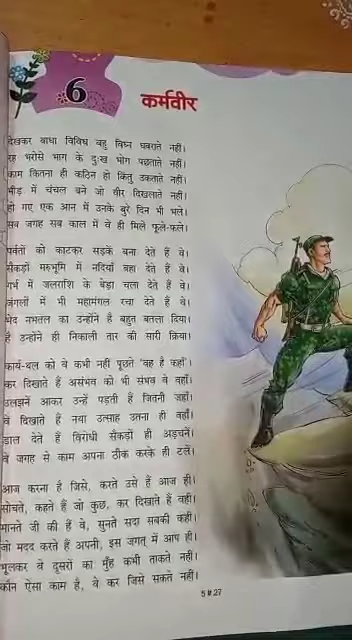 6
कर्मवीर
देखकर बाधा विविध बहु विघ्न घबराते नहीं।
रह भरोसे भाग के दुःख भोग पछताते नहीं।
काम कितना ही कठिन हो किंतु उकताते नहीं।
भीड़ में चंचल बने जो वीर दिखलाते नहीं।
हो गए एक आन में उनके बुरे दिन भी भले।
सब जगह सब काल में वे ही मिले फूले-फले।
पर्वतों को काटकर सड़कें बना देते हैं वे।
सैकड़ों मरुभूमि में नदियाँ बहा देते हैं वे।
गर्भ में जलराशि के बेड़ा चला देते हैं वे।
जंगलों में भी महामंगल रचा देते हैं वे।
भेद नभतल का उन्होंने है बहुत बतला दिया।
है उन्होंने ही निकाली तार की सारी क्रिया।
कार्य-थल को वे कभी नहीं पूछते 'वह है कहाँ'।
कर दिखाते हैं असंभव को भी संभव वे वहाँ।
उलझनें आकर उन्हें पड़ती हैं जितनी जहाँ।
वे दिखाते हैं नया उत्साह उतना ही वहाँ।
डाल देते हैं विरोधी सैकड़ों ही अड़चनें।
वे जगह से काम अपना ठीक करके ही टलें।
आज करना है जिसे, करते उसे हैं आज ही।
सोचते, कहते हैं जो कुछ, कर दिखाते हैं वही।
मानते जी की हैं वे, सुनते सदा सबकी कही।
जो मदद करते हैं अपनी, इस जगत् में आप ही।
भूलकर वे दूसरों का मुँह कभी ताकते नहीं।
कौन ऐसा काम है, वे कर जिसे सकते नहीं।
5 # 27